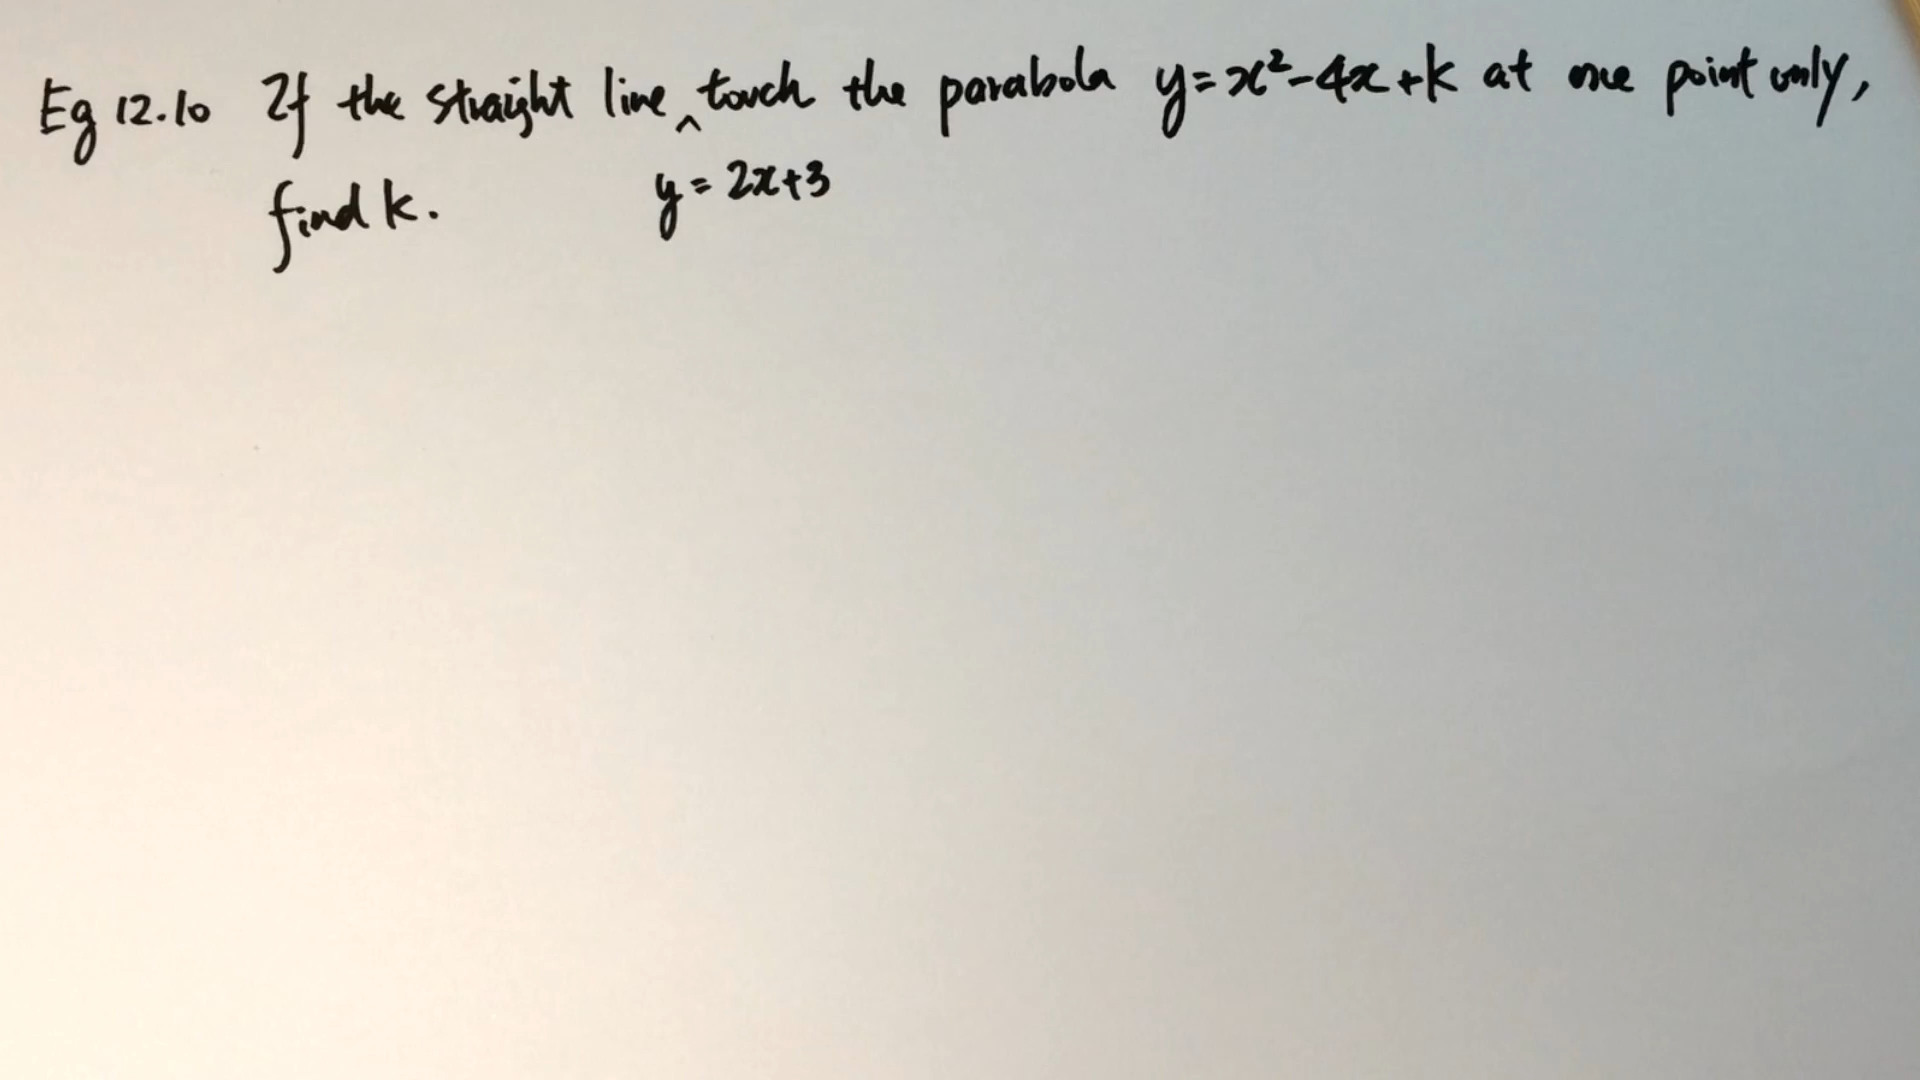 Eg 12.10 If the straight line ^ touch the parabola y = x² - 4x + k at one point only,
find k. y = 2x+3